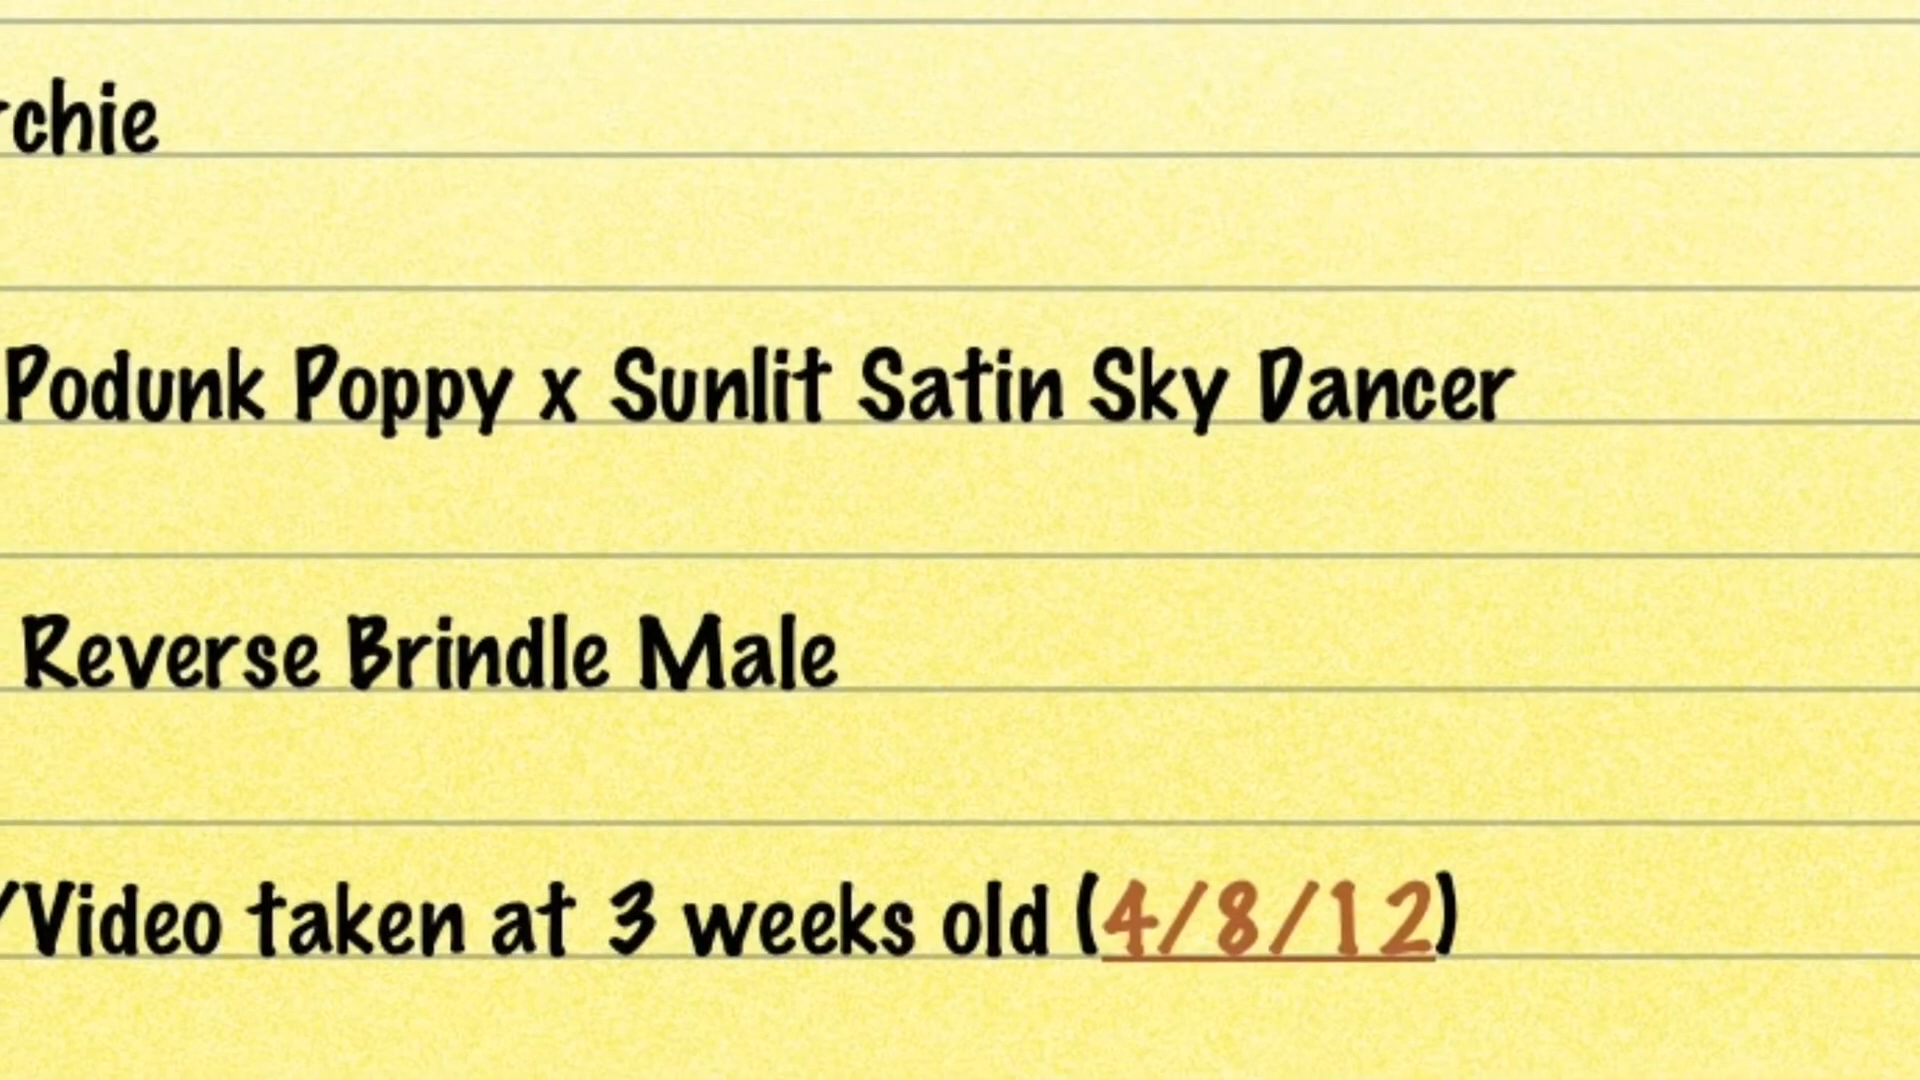 rchie
Podunk Poppy x Sunlit Satin Sky Dancer
Reverse Brindle Male
/Video taken at 3 weeks old (4/8/12)